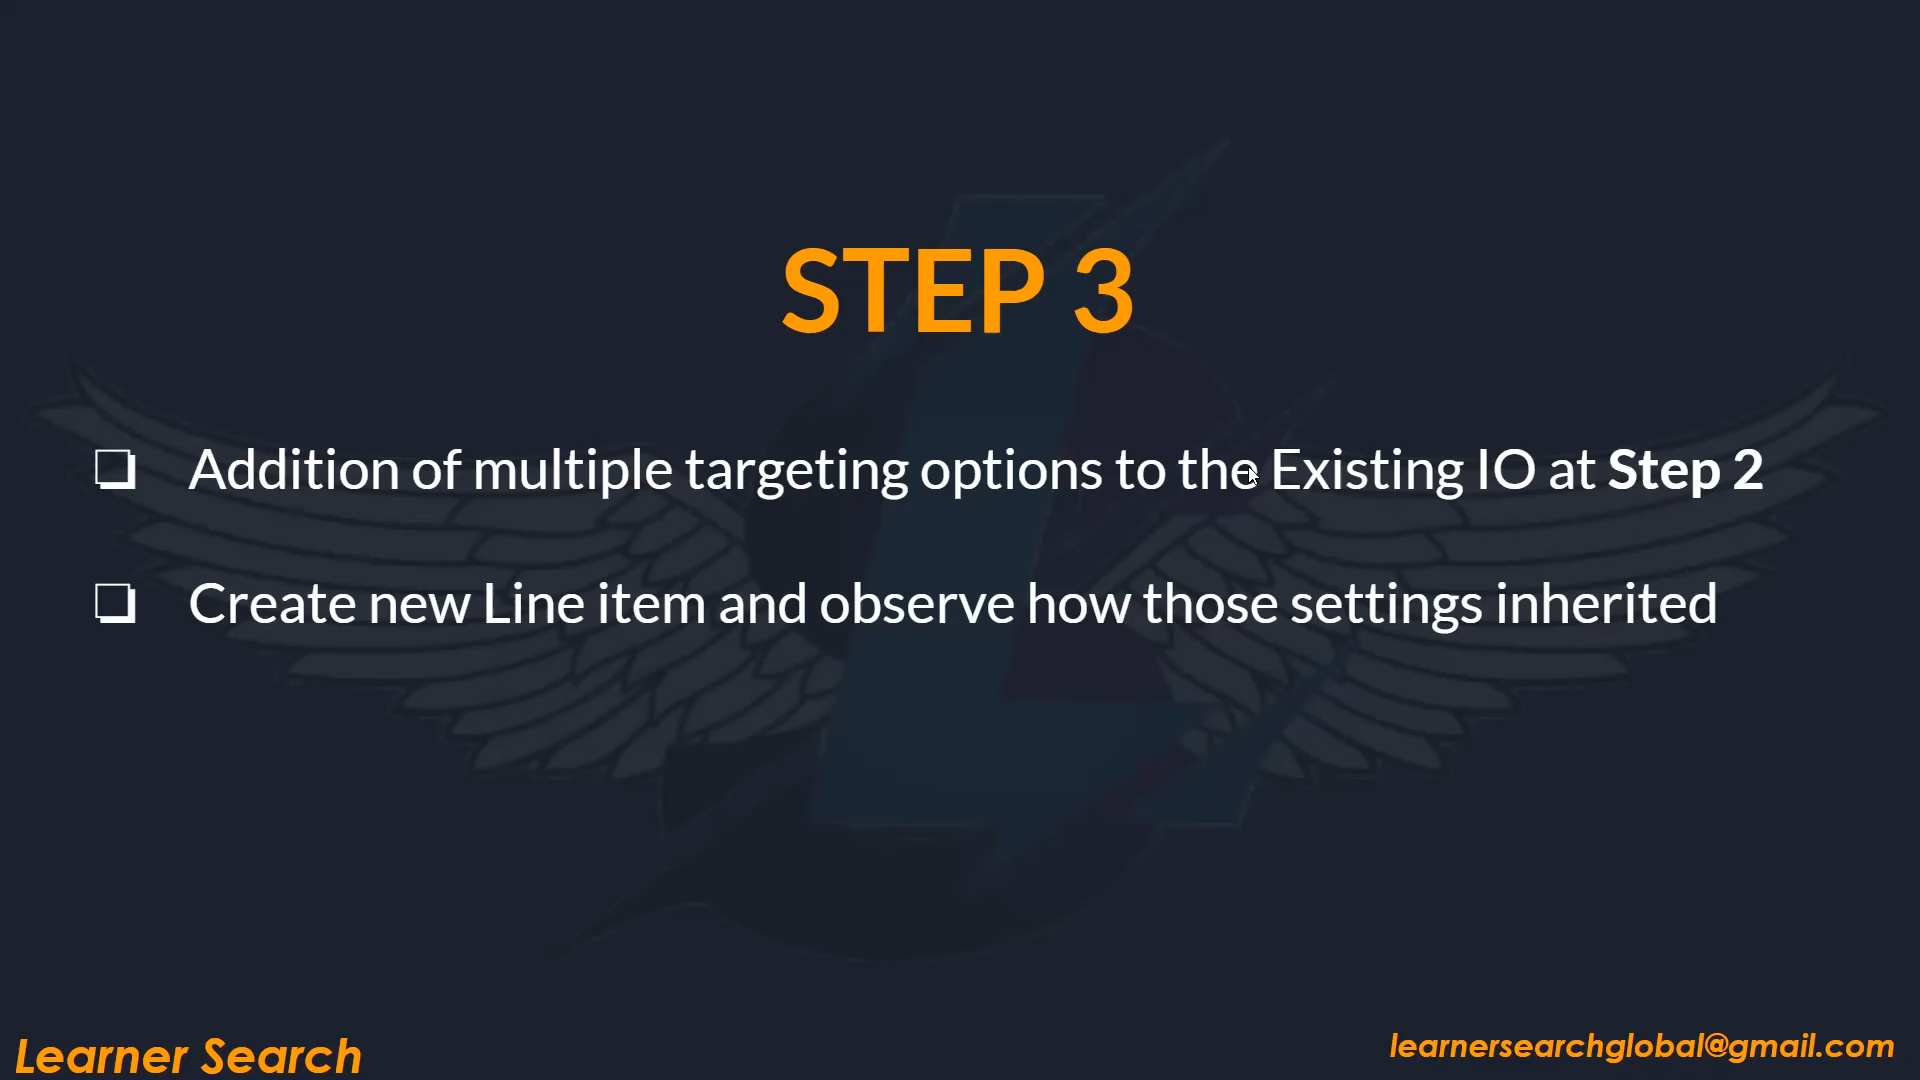 STEP 3
❏ Addition of multiple targeting options to the Existing IO at Step 2
❏ Create new Line item and observe how those settings inherited
Learner Search
learnersearchglobal@gmail.com